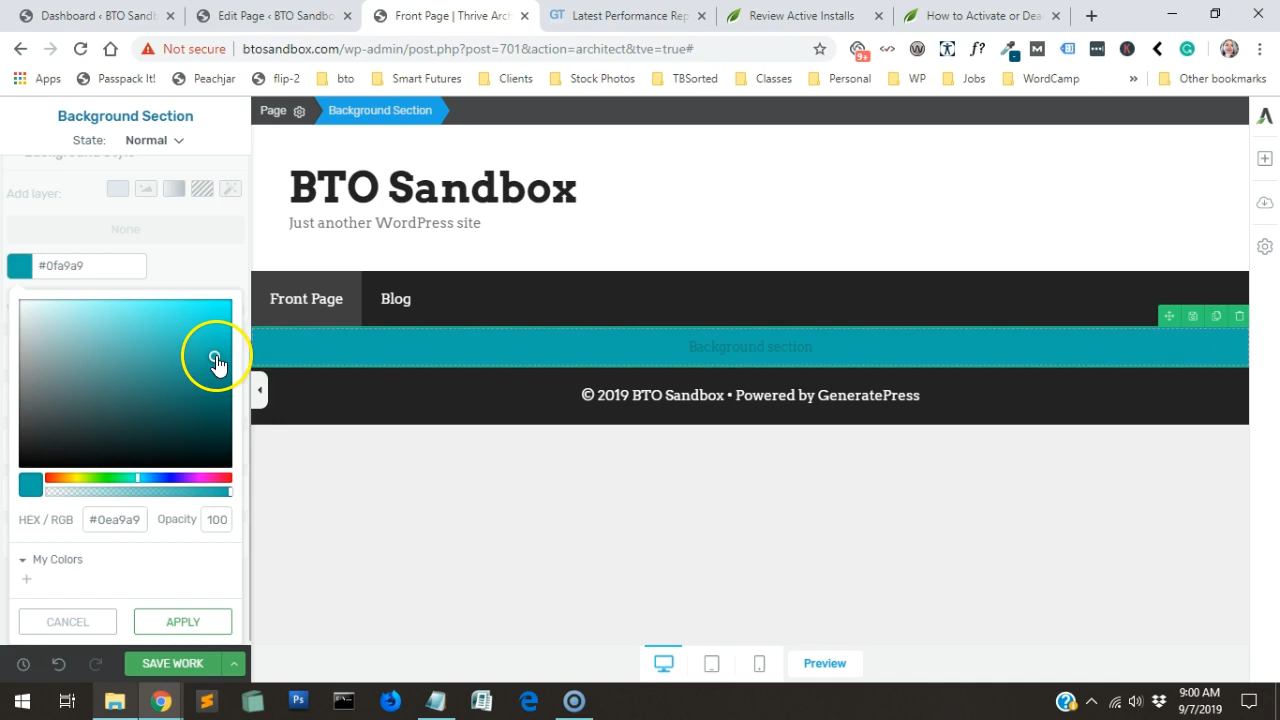 Dashboard ‹ BTO Sandbo
Edit Page ‹ BTO Sandbo
Front Page | Thrive Arch
GT Latest Performance Rep
Review Active Installs
How to Activate or Dea
Not secure | btosandbox.com/wp-admin/post.php?post=701&action=architect&tve=true#
9+
Apps
Passpack It!
Peachjar
flip-2
bto
Smart Futures
Clients
Stock Photos
TBSorted
Classes
Personal
WP
Jobs
WordCamp
»
Other bookmarks
Background Section
Page
Background Section
State: Normal
Background Style
Add layer:
None
#0fa9a9
BTO Sandbox
Just another WordPress site
Front Page
Blog
Background section
© 2019 BTO Sandbox • Powered by GeneratePress
HEX / RGB #0ea9a9 Opacity 100
My Colors
+
CANCEL
APPLY
SAVE WORK
Preview
9:00 AM
9/7/2019